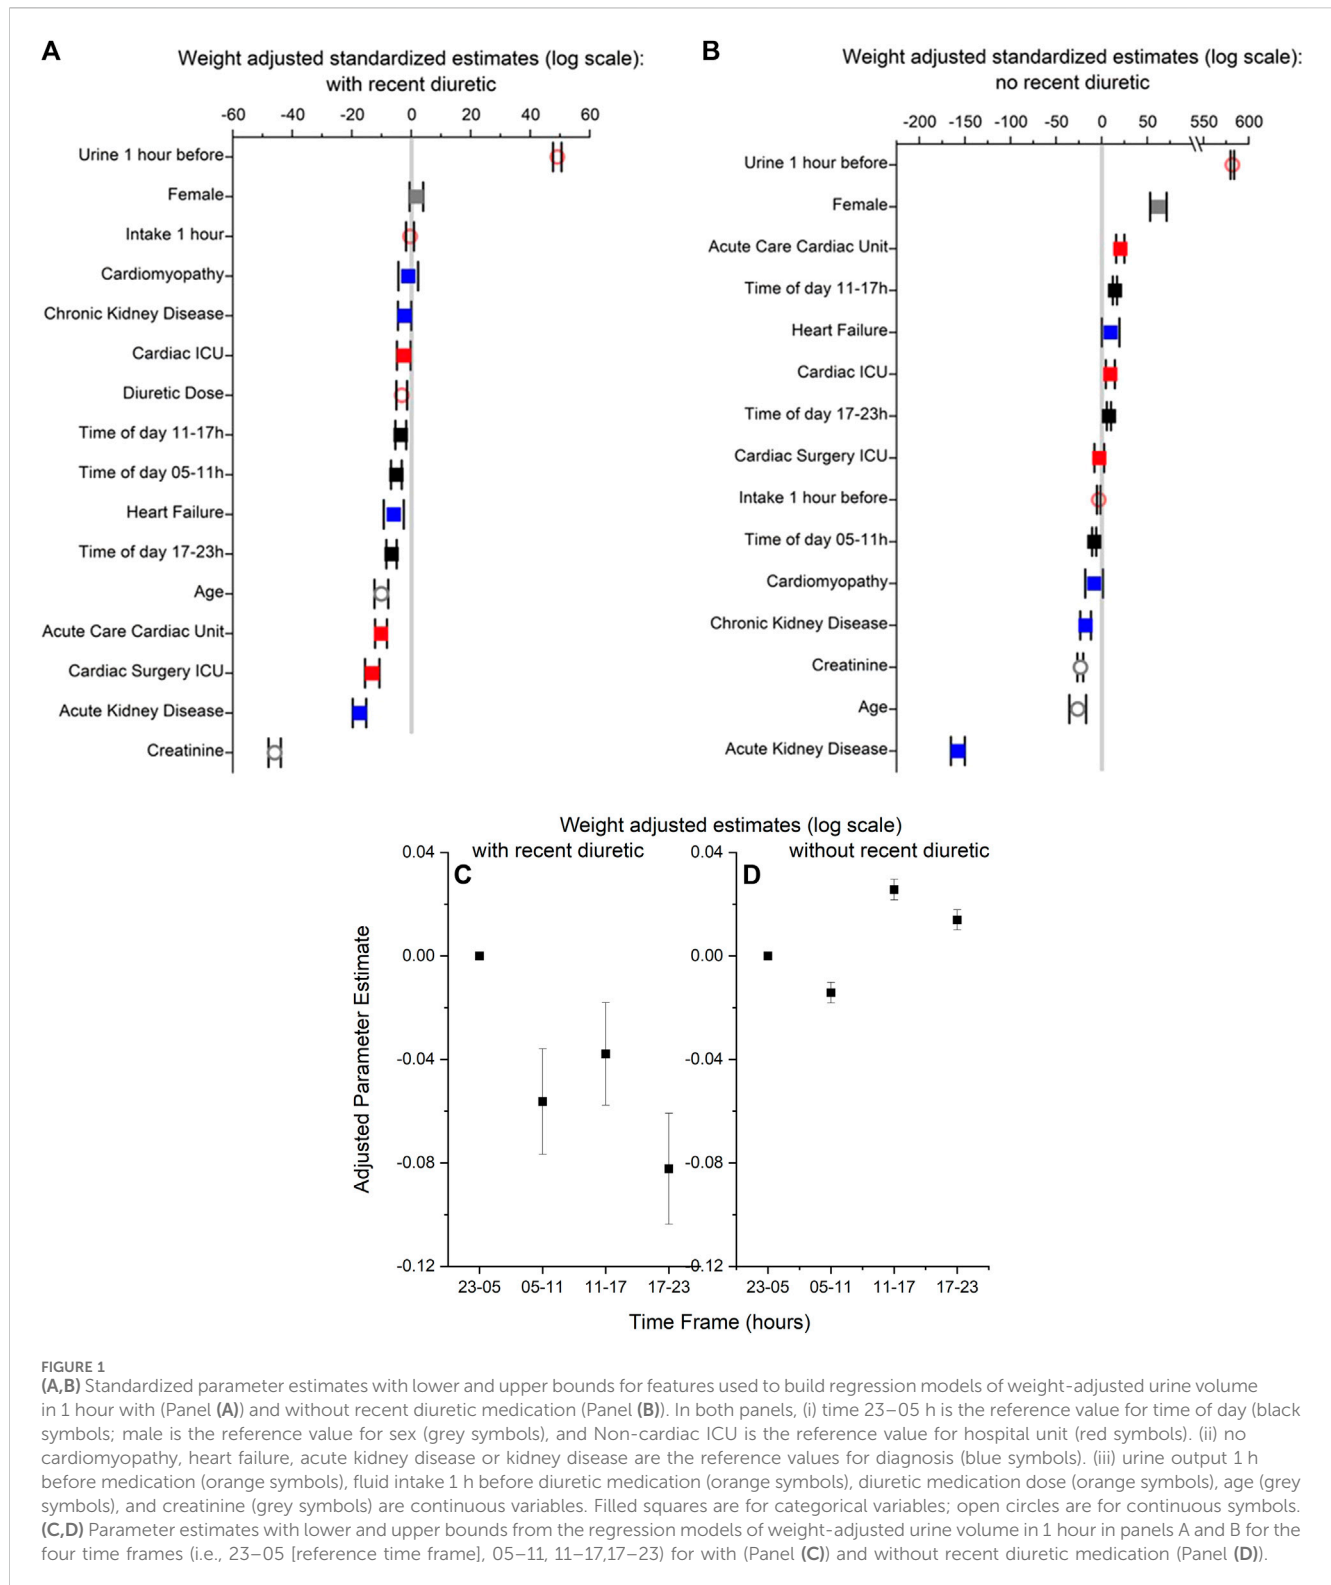 A
Weight adjusted standardized estimates (log scale):
with recent diuretic
-60 -40 -20 0 20 40 60
Urine 1 hour before
Female
Intake 1 hour
Cardiomyopathy
Chronic Kidney Disease
Cardiac ICU
Diuretic Dose
Time of day 11-17h
Time of day 05-11h
Heart Failure
Time of day 17-23h
Age
Acute Care Cardiac Unit
Cardiac Surgery ICU
Acute Kidney Disease
Creatinine
B
Weight adjusted standardized estimates (log scale):
no recent diuretic
-200 -150 -100 -50 0 50 550 600
Urine 1 hour before
Female
Acute Care Cardiac Unit
Time of day 11-17h
Heart Failure
Cardiac ICU
Time of day 17-23h
Cardiac Surgery ICU
Intake 1 hour before
Time of day 05-11h
Cardiomyopathy
Chronic Kidney Disease
Creatinine
Age
Acute Kidney Disease
Weight adjusted estimates (log scale)
with recent diuretic
without recent diuretic
C
D
Adjusted Parameter Estimate
0.04
0.00
-0.04
-0.08
-0.12
23-05 05-11 11-17 17-23
0.04
0.00
-0.04
-0.08
-0.12
23-05 05-11 11-17 17-23
Time Frame (hours)
FIGURE 1
(A,B) Standardized parameter estimates with lower and upper bounds for features used to build regression models of weight-adjusted urine volume
in 1 hour with (Panel (A)) and without recent diuretic medication (Panel (B)). In both panels, (i) time 23–05 h is the reference value for time of day (black
symbols; male is the reference value for sex (grey symbols), and Non-cardiac ICU is the reference value for hospital unit (red symbols). (ii) no
cardiomyopathy, heart failure, acute kidney disease or kidney disease are the reference values for diagnosis (blue symbols). (iii) urine output 1 h
before medication (orange symbols), fluid intake 1 h before diuretic medication (orange symbols), diuretic medication dose (orange symbols), age (grey
symbols), and creatinine (grey symbols) are continuous variables. Filled squares are for categorical variables; open circles are for continuous symbols.
(C,D) Parameter estimates with lower and upper bounds from the regression models of weight-adjusted urine volume in 1 hour in panels A and B for the
four time frames (i.e., 23–05 [reference time frame], 05–11, 11–17,17–23) for with (Panel (C)) and without recent diuretic medication (Panel (D)).